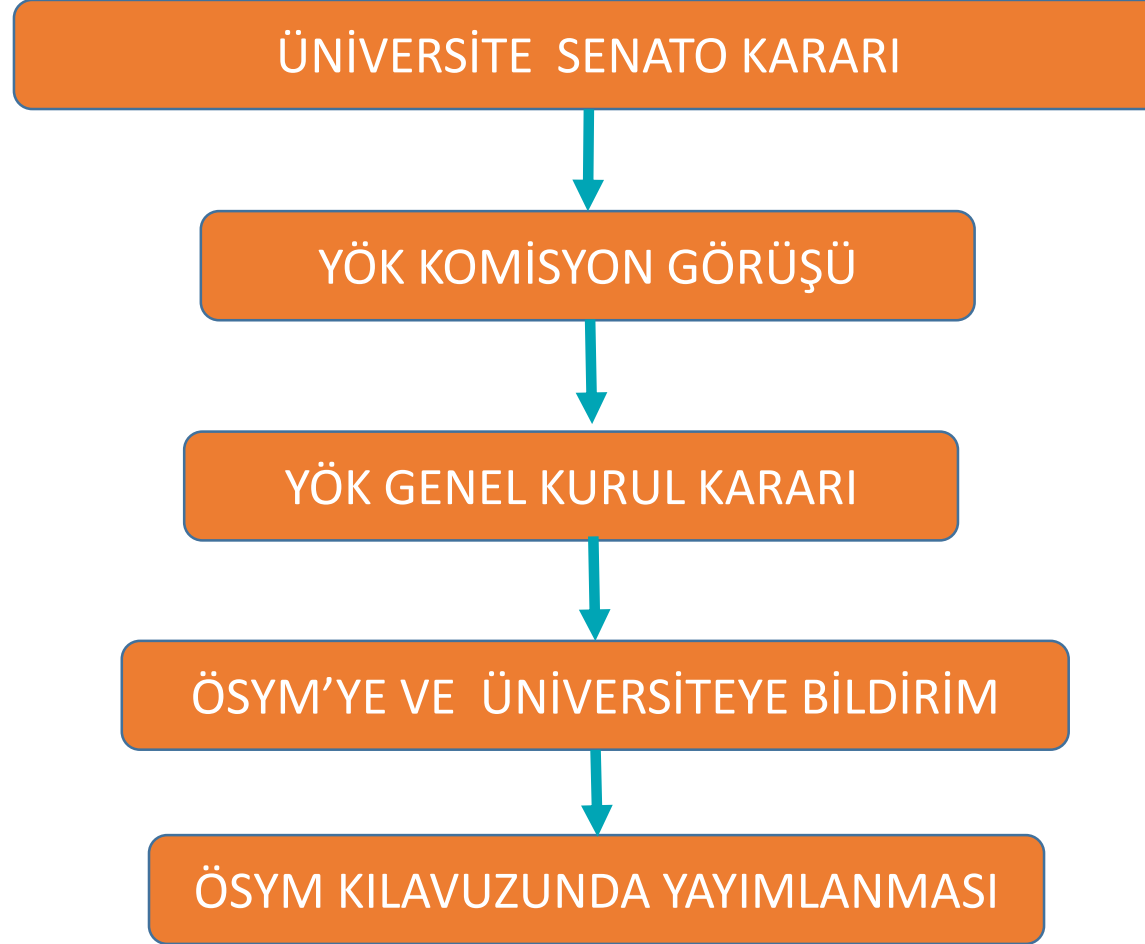 ÜNİVERSİTE SENATO KARARI
YÖK KOMİSYON GÖRÜŞÜ
YÖK GENEL KURUL KARARI
ÖSYM’YE VE ÜNİVERSİTEYE BİLDİRİM
ÖSYM KILAVUZUNDA YAYIMLANMASI